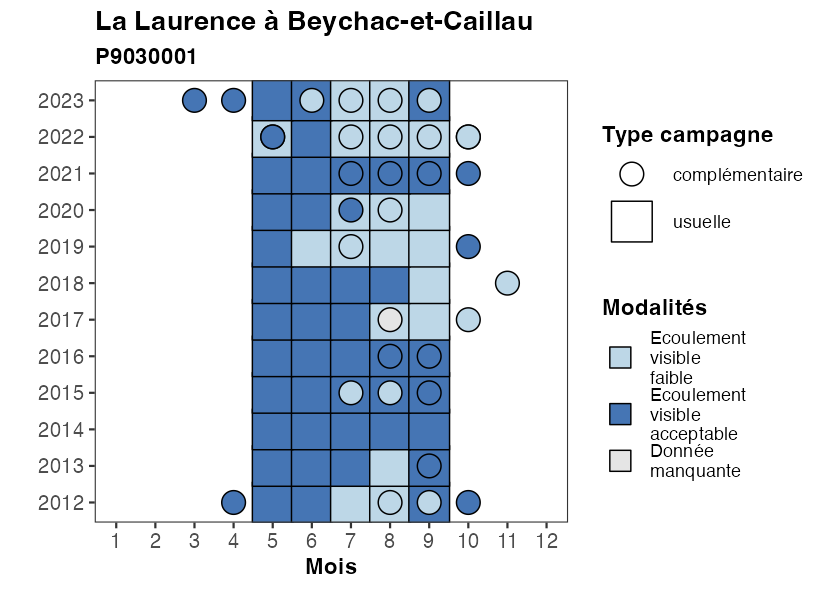 La Laurence à Beychac-et-Caillau
P9030001
2023
2022
2021
2020
2019
2018
2017
2016
2015
2014
2013
2012
1 2 3 4 5 6 7 8 9 10 11 12
Mois
Type campagne
complémentaire
usuelle
Modalités
Ecoulement
visible
faible
Ecoulement
visible
acceptable
Donnée
manquante